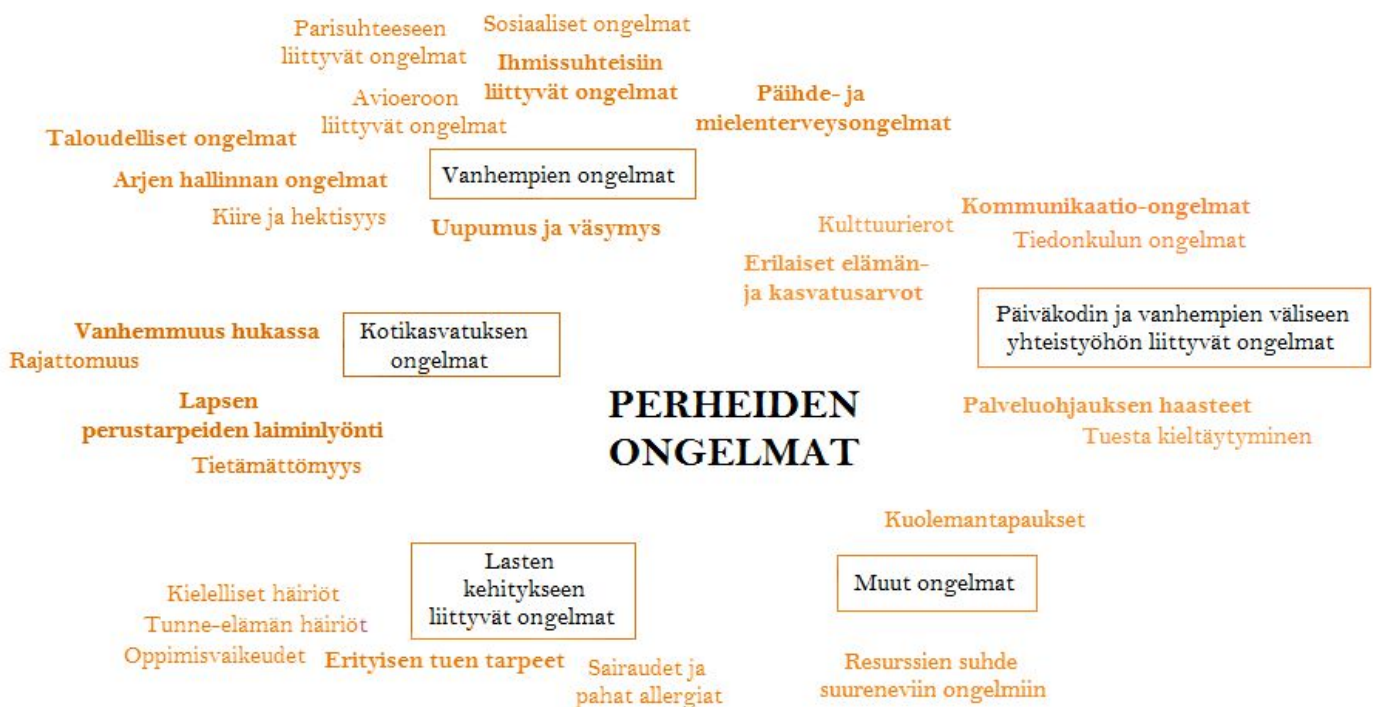 Parisuhteeseen
liittyvät ongelmat
Sosiaaliset ongelmat
Ihmissuhteisiin
liittyvät ongelmat
Avioeroon
liittyvät ongelmat
Päihde- ja
mielenterveysongelmat
Taloudelliset ongelmat
Arjen hallinnan ongelmat
Kiire ja hektisyys
Vanhempien ongelmat
Uupumus ja väsymys
Kulttuurierot
Kommunikaatio-ongelmat
Tiedonkulun ongelmat
Erilaiset elämän-
ja kasvatusarvot
Päiväkodin ja vanhempien väliseen
yhteistyöhön liittyvät ongelmat
Palveluohjauksen haasteet
Tuesta kieltäytyminen
Vanhemmuus hukassa
Rajattomuus
Kotikasvatuksen
ongelmat
Lapsen
perustarpeiden laiminlyönti
Tietämättömyys
PERHEIDEN
ONGELMAT
Lasten
kehitykseen
liittyvät ongelmat
Kielelliset häiriöt
Tunne-elämän häiriöt
Oppimisvaikeudet
Erityisen tuen tarpeet
Sairaudet ja
pahat allergiat
Kuolemantapaukset
Muut ongelmat
Resurssien suhde
suureneviin ongelmiin